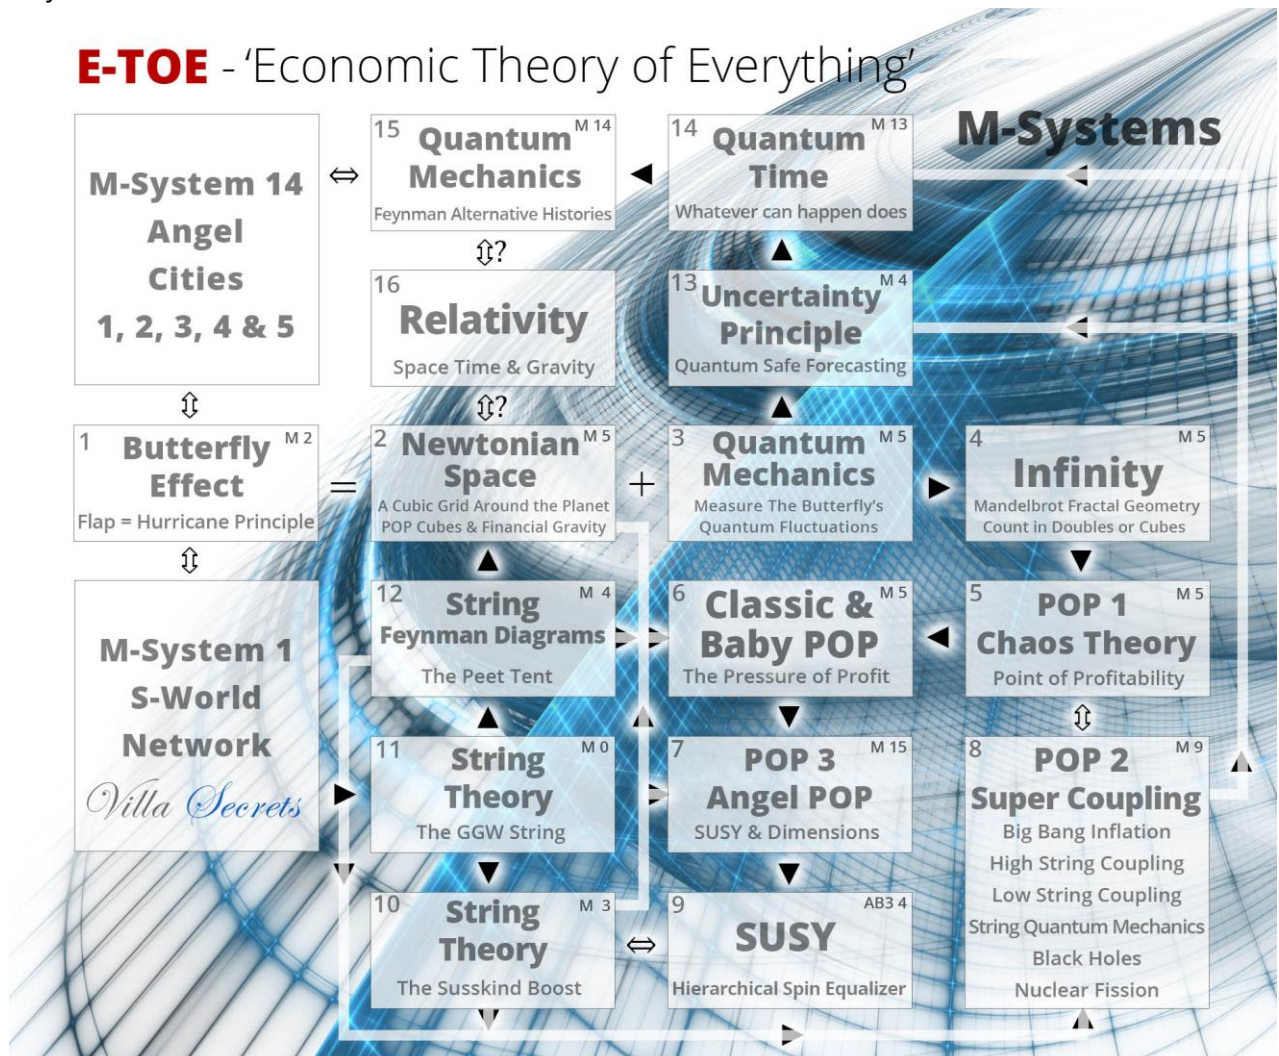 E-TOE - ‘Economic Theory of Everything’
M-Systems
M-System 14
Angel
Cities
1, 2, 3, 4 & 5
15 M 14
Quantum
Mechanics
Feynman Alternative Histories
14 M 13
Quantum
Time
Whatever can happen does
⇔
⇕?
16
Relativity
Space Time & Gravity
13 M 4
Uncertainty
Principle
Quantum Safe Forecasting
⇕
⇕?
1 M 2
Butterfly
Effect
Flap = Hurricane Principle
=
2 M 5
Newtonian
Space
A Cubic Grid Around the Planet
POP Cubes & Financial Gravity
+
3 M 5
Quantum
Mechanics
Measure The Butterfly's
Quantum Fluctuations
4 M 5
Infinity
Mandelbrot Fractal Geometry
Count in Doubles or Cubes
⇕
M-System 1
S-World
Network
Villa Secrets
12 M 4
String
Feynman Diagrams
The Peet Tent
6 M 5
Classic &
Baby POP
The Pressure of Profit
5 M 5
POP 1
Chaos Theory
Point of Profitability
⇕
11 M 0
String
Theory
The GGW String
7 M 15
POP 3
Angel POP
SUSY & Dimensions
8 M 9
POP 2
Super Coupling
Big Bang Inflation
High String Coupling
Low String Coupling
String Quantum Mechanics
Black Holes
Nuclear Fission
10 M 3
String
Theory
The Susskind Boost
⇔
9 AB3 4
SUSY
Hierarchical Spin Equalizer